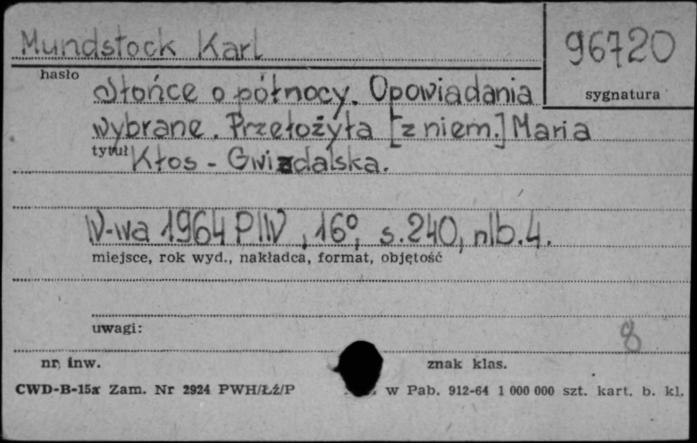 Mundstock Karl
96720
hasło
sygnatura
Słońce o północy. Opowiadania
wybrane. Przełożyła [z niem.] Maria
tytuł
Kłos - Gwizdalska.
W-wa 1964 PIW, 16°, s. 240, nlb. 4.
miejsce, rok wyd., nakładca, format, objętość
uwagi:
8
nr. inw.
znak klas.
CWD-B-15x Zam. Nr 2924 PWH/Łź/P
w Pab. 912-64 1 000 000 szt. kart. b. kl.